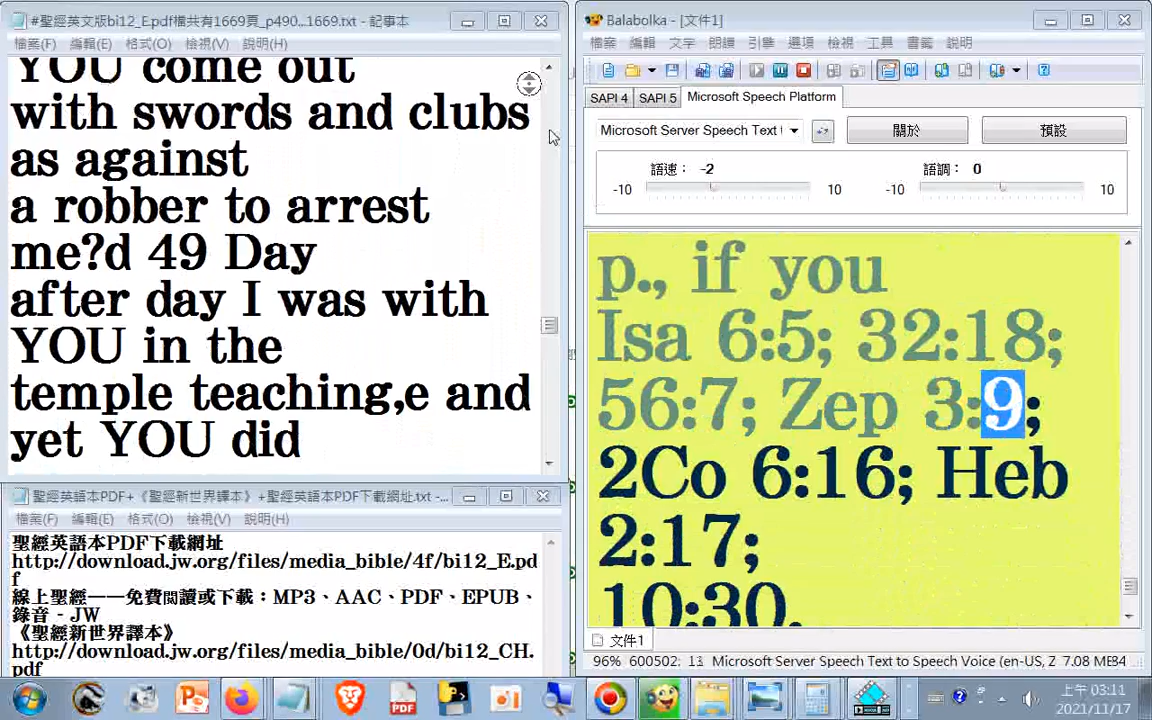 #聖經英文版bi12_E.pdf檔共有1669頁_p490...1669.txt - 記事本
檔案(F) 編輯(E) 格式(O) 檢視(V) 說明(H)
YOU come out
with swords and clubs
as against
a robber to arrest
me?d 49 Day
after day I was with
YOU in the
temple teaching,e and
yet YOU did
聖經英語本PDF+《聖經新世界譯本》+聖經英語本PDF下載網址.txt -...
檔案(F) 編輯(E) 格式(O) 檢視(V) 說明(H)
聖經英語本PDF下載網址
http://download.jw.org/files/media_bible/4f/bi12_E.pd
f
線上聖經——免費閱讀或下載：MP3、AAC、PDF、EPUB、
錄音 - JW
《聖經新世界譯本》
http://download.jw.org/files/media_bible/0d/bi12_CH.
pdf
Balabolka - [文件1]
檔案 編輯 文字 朗讀 引擎 選項 檢視 工具 書籤 說明
SAPI 4 SAPI 5 Microsoft Speech Platform
Microsoft Server Speech Text 關於 預設
語速： -2 語調： 0
-10 10 -10 10
p., if you
Isa 6:5; 32:18;
56:7; Zep 3:9;
2Co 6:16; Heb
2:17;
10:30.
文件1
96% 600502: 13 Microsoft Server Speech Text to Speech Voice (en-US, Z 7.08 MB
PDF
上午 03:11
2021/11/17